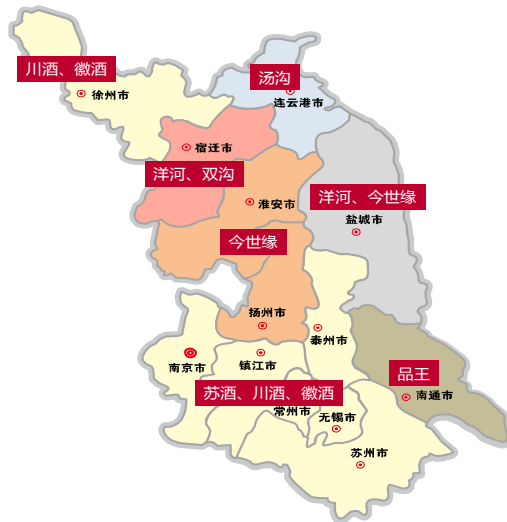 川酒、徽酒
徐州市
汤沟
连云港市
宿迁市
洋河、双沟
淮安市
洋河、今世缘
盐城市
今世缘
扬州市
泰州市
南京市
镇江市
品王
南通市
苏酒、川酒、徽酒
常州市
无锡市
苏州市